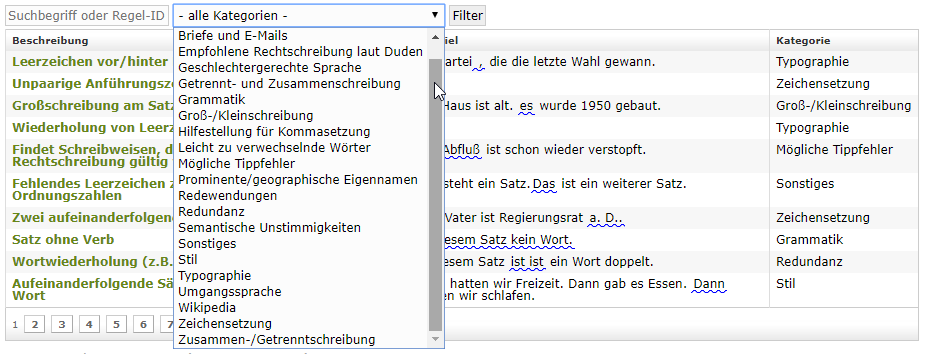 Suchbegriff oder Regel-ID - alle Kategorien - Filter
Beschreibung
Leerzeichen vor/hinter
Unpaarige Anführungsz
Großschreibung am Satz
Wiederholung von Leerz
Findet Schreibweisen, d
Rechtschreibung gültig
Fehlendes Leerzeichen z
Ordnungszahlen
Zwei aufeinanderfolgen
Satz ohne Verb
Wortwiederholung (z.B.
Aufeinanderfolgende Sä
Wort
Briefe und E-Mails
Empfohlene Rechtschreibung laut Duden
Geschlechtergerechte Sprache
Getrennt- und Zusammenschreibung
Grammatik
Groß-/Kleinschreibung
Hilfestellung für Kommasetzung
Leicht zu verwechselnde Wörter
Mögliche Tippfehler
Prominente/geographische Eigennamen
Redewendungen
Redundanz
Semantische Unstimmigkeiten
Sonstiges
Stil
Typographie
Umgangssprache
Wikipedia
Zeichensetzung
Zusammen-/Getrenntschreibung
iel
artei , die die letzte Wahl gewann.
Haus ist alt. es wurde 1950 gebaut.
Abfluß ist schon wieder verstopft.
steht ein Satz.Das ist ein weiterer Satz.
Vater ist Regierungsrat a. D..
esem Satz kein Wort.
esem Satz ist ist ein Wort doppelt.
hatten wir Freizeit. Dann gab es Essen. Dann
en wir schlafen.
Kategorie
Typographie
Zeichensetzung
Groß-/Kleinschreibung
Typographie
Mögliche Tippfehler
Sonstiges
Zeichensetzung
Grammatik
Redundanz
Stil
1 2 3 4 5 6 7